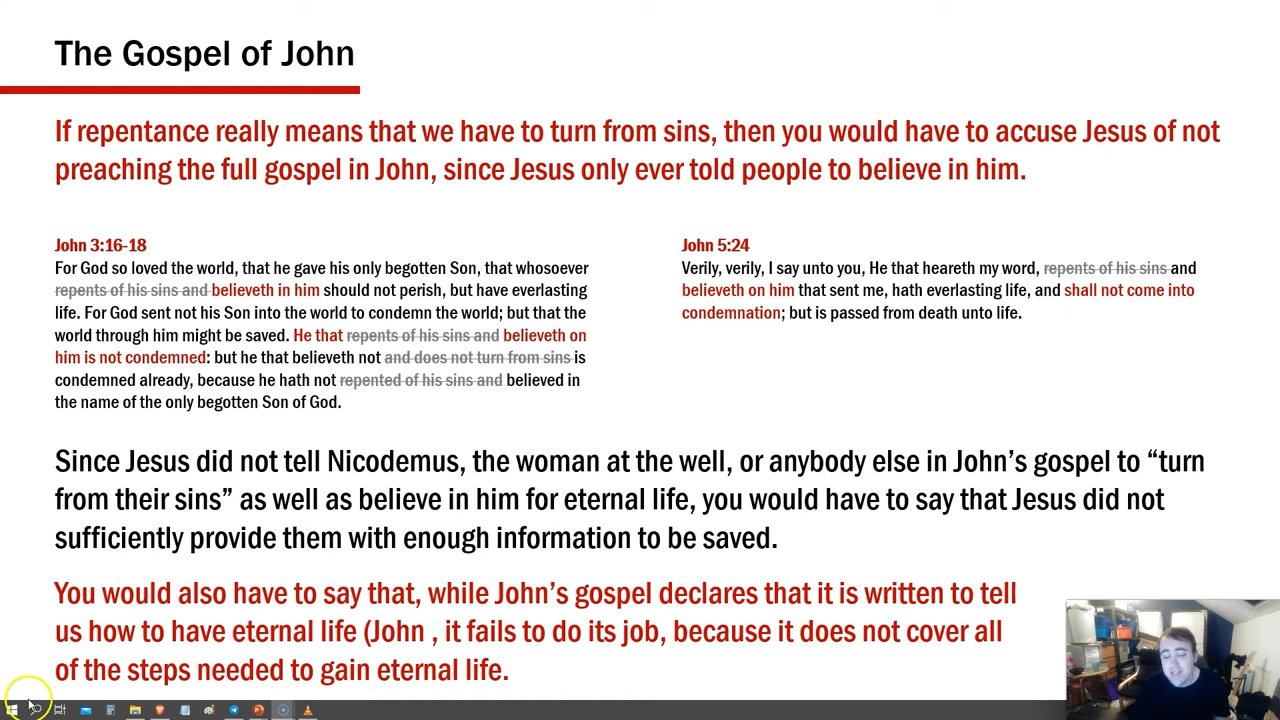 The Gospel of John
If repentance really means that we have to turn from sins, then you would have to accuse Jesus of not
preaching the full gospel in John, since Jesus only ever told people to believe in him.
John 3:16-18
For God so loved the world, that he gave his only begotten Son, that whosoever
repents of his sins and believeth in him should not perish, but have everlasting
life. For God sent not his Son into the world to condemn the world; but that the
world through him might be saved. He that repents of his sins and believeth on
him is not condemned: but he that believeth not and does not turn from sins is
condemned already, because he hath not repented of his sins and believed in
the name of the only begotten Son of God.
John 5:24
Verily, verily, I say unto you, He that heareth my word, repents of his sins and
believeth on him that sent me, hath everlasting life, and shall not come into
condemnation; but is passed from death unto life.
Since Jesus did not tell Nicodemus, the woman at the well, or anybody else in John’s gospel to “turn
from their sins” as well as believe in him for eternal life, you would have to say that Jesus did not
sufficiently provide them with enough information to be saved.
You would also have to say that, while John’s gospel declares that it is written to tell
us how to have eternal life (John , it fails to do its job, because it does not cover all
of the steps needed to gain eternal life.